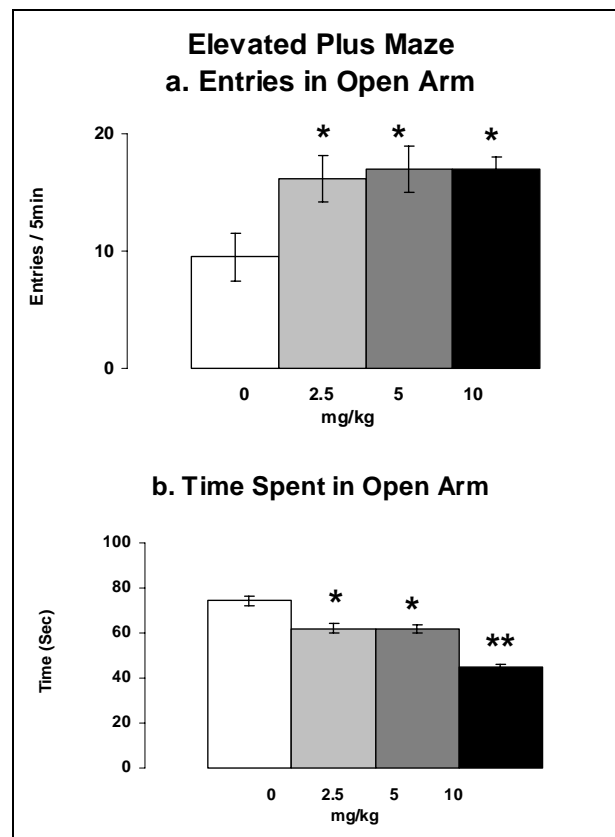 Elevated Plus Maze
a. Entries in Open Arm
20
* * *
Entries / 5min
10
0
0 2.5 5 10
mg/kg
b. Time Spent in Open Arm
100
80
* *
60
**
Time (Sec)
40
20
0
0 2.5 5 10
mg/kg